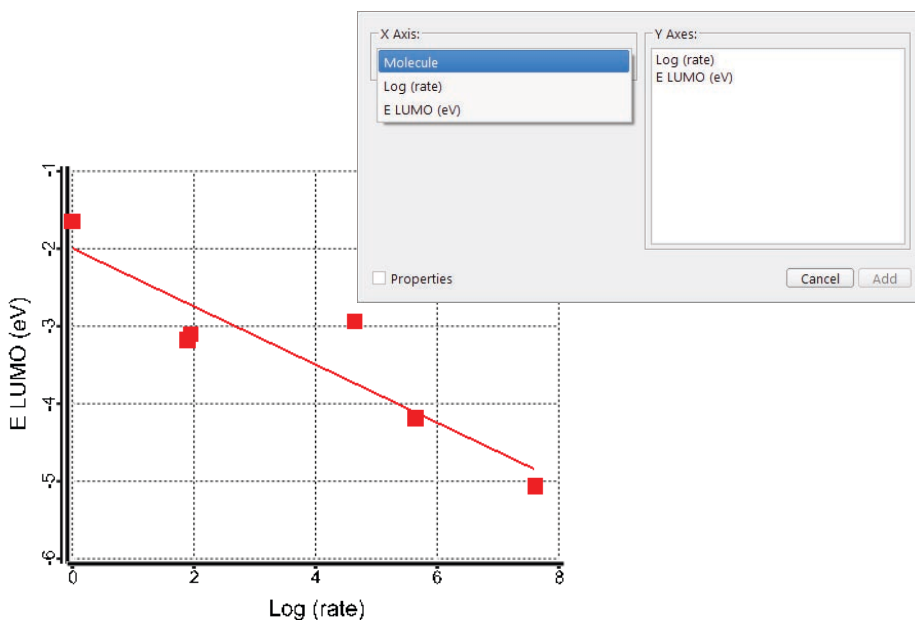 X Axis:
Molecule
Log (rate)
E LUMO (eV)
Y Axes:
Log (rate)
E LUMO (eV)
Properties
Cancel
Add
-1
-2
-3
-4
-5
-6
E LUMO (eV)
0 2 4 6 8
Log (rate)